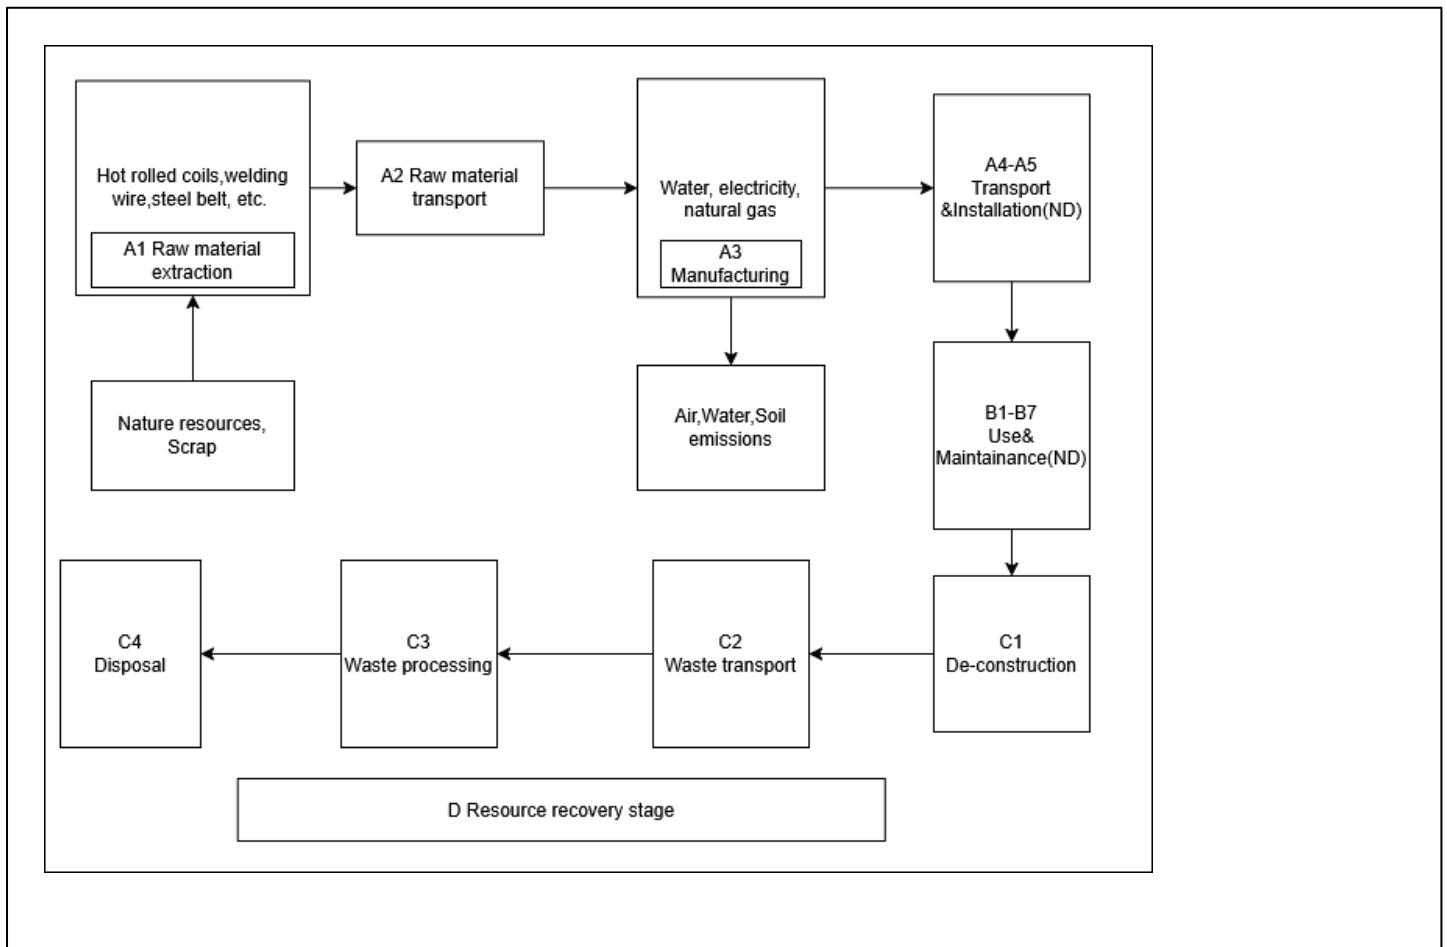 Hot rolled coils,welding
wire,steel belt, etc.
A1 Raw material
extraction
A2 Raw material
transport
Water, electricity,
natural gas
A3
Manufacturing
A4-A5
Transport
&Installation(ND)
Nature resources,
Scrap
Air,Water,Soil
emissions
B1-B7
Use&
Maintainance(ND)
C4
Disposal
C3
Waste processing
C2
Waste transport
C1
De-construction
D Resource recovery stage